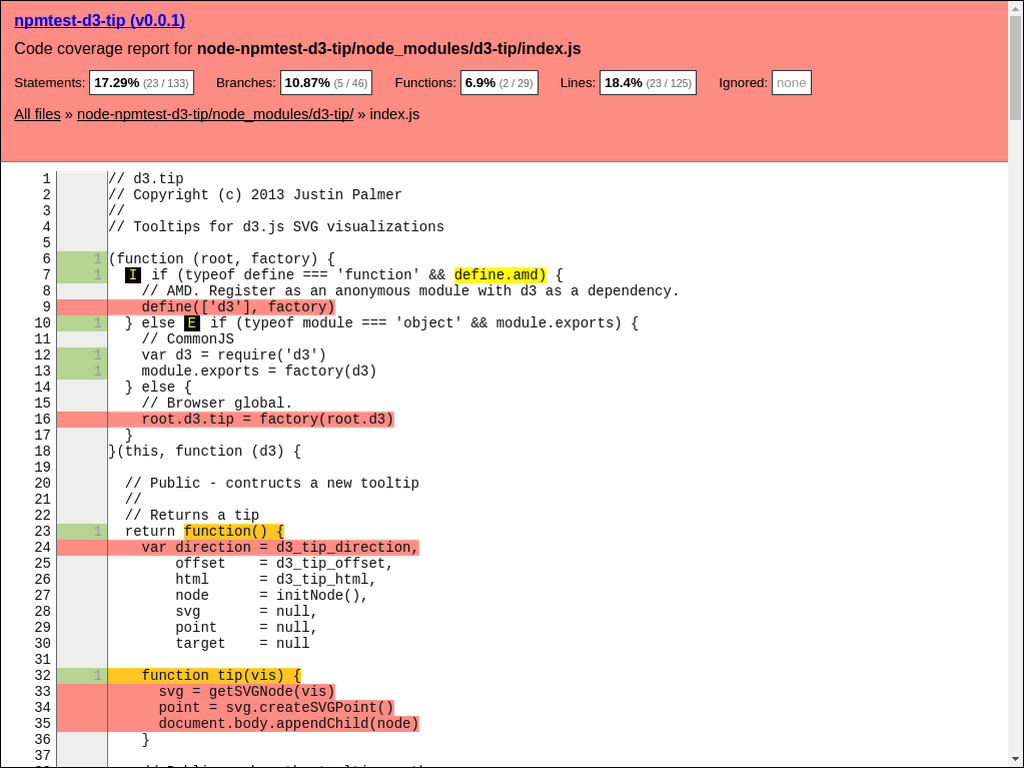 npmtest-d3-tip (v0.0.1)
Code coverage report for node-npmtest-d3-tip/node_modules/d3-tip/index.js
Statements: 17.29% (23 / 133) Branches: 10.87% (5 / 46) Functions: 6.9% (2 / 29) Lines: 18.4% (23 / 125) Ignored: none
All files » node-npmtest-d3-tip/node_modules/d3-tip/ » index.js
1 // d3.tip
2 // Copyright (c) 2013 Justin Palmer
3 //
4 // Tooltips for d3.js SVG visualizations
5
6 1 (function (root, factory) {
7 1 I if (typeof define === 'function' && define.amd) {
8 // AMD. Register as an anonymous module with d3 as a dependency.
9 define(['d3'], factory)
10 1 } else E if (typeof module === 'object' && module.exports) {
11 // CommonJS
12 1 var d3 = require('d3')
13 1 module.exports = factory(d3)
14 } else {
15 // Browser global.
16 root.d3.tip = factory(root.d3)
17 }
18 }(this, function (d3) {
19
20 // Public - contructs a new tooltip
21 //
22 // Returns a tip
23 1 return function() {
24 var direction = d3_tip_direction,
25 offset = d3_tip_offset,
26 html = d3_tip_html,
27 node = initNode(),
28 svg = null,
29 point = null,
30 target = null
31
32 1 function tip(vis) {
33 svg = getSVGNode(vis)
34 point = svg.createSVGPoint()
35 document.body.appendChild(node)
36 }
37